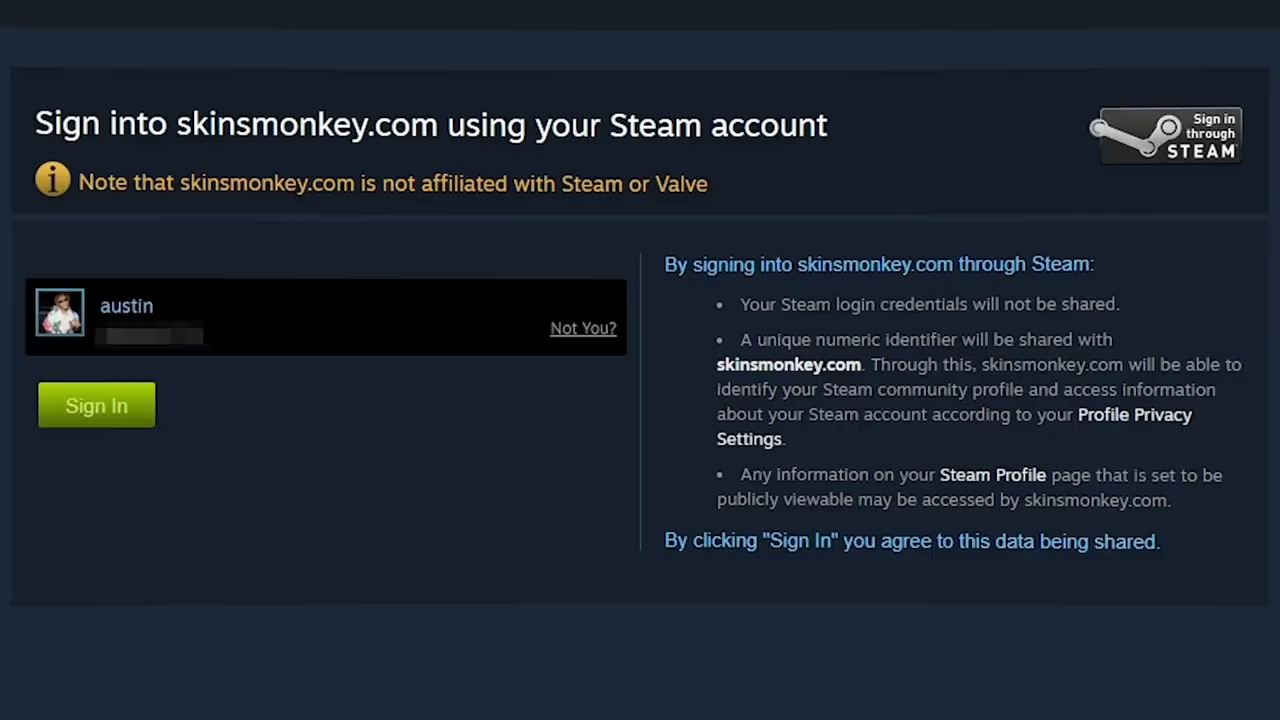 Sign into skinsmonkey.com using your Steam account
Sign in
through
STEAM
Note that skinsmonkey.com is not affiliated with Steam or Valve
austin
Not You?
Sign In
By signing into skinsmonkey.com through Steam:
• Your Steam login credentials will not be shared.
• A unique numeric identifier will be shared with
skinsmonkey.com. Through this, skinsmonkey.com will be able to
identify your Steam community profile and access information
about your Steam account according to your Profile Privacy
Settings.
• Any information on your Steam Profile page that is set to be
publicly viewable may be accessed by skinsmonkey.com.
By clicking "Sign In" you agree to this data being shared.